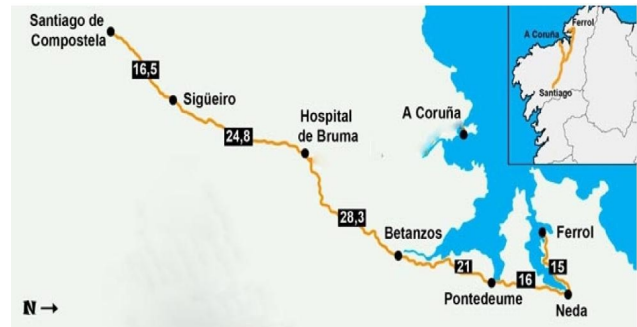 Santiago de
Compostela
16,5
Sigüeiro
24,8
Hospital
de Bruma
28,3
A Coruña
Betanzos
21
Pontedeume
16
15
Ferrol
Neda
N
A Coruña
Ferrol
Santiago